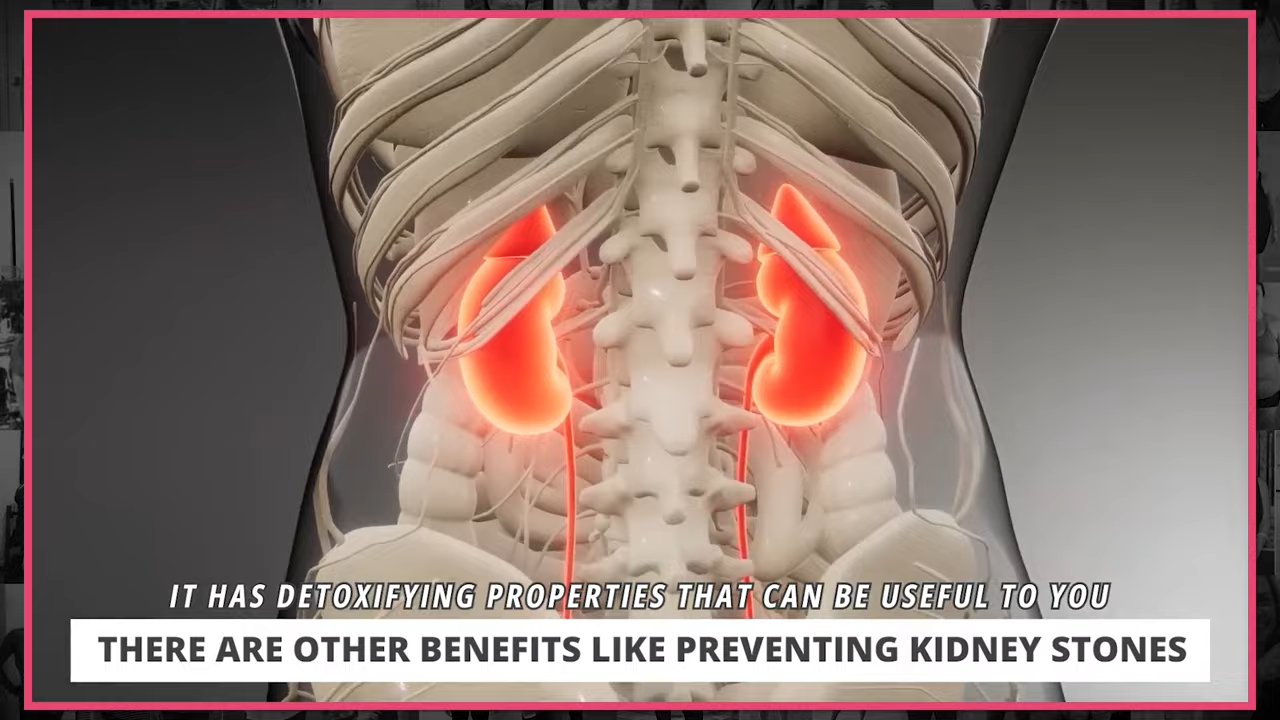 IT HAS DETOXIFYING PROPERTIES THAT CAN BE USEFUL TO YOU
THERE ARE OTHER BENEFITS LIKE PREVENTING KIDNEY STONES